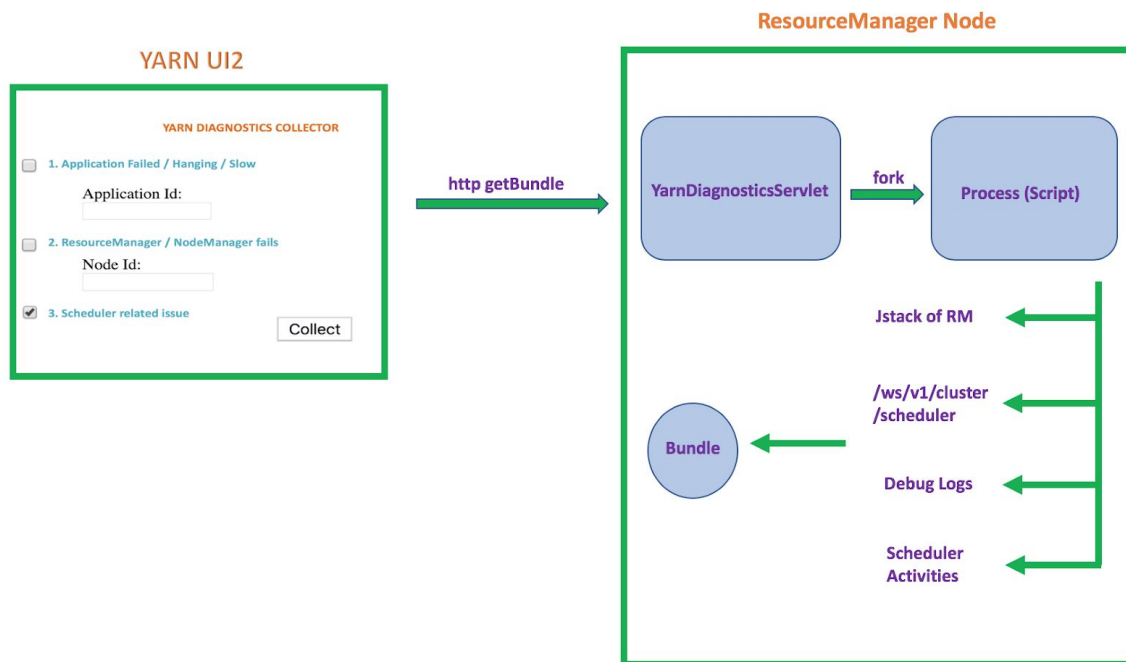 YARN UI2
YARN DIAGNOSTICS COLLECTOR
1. Application Failed / Hanging / Slow
Application Id:
2. ResourceManager / NodeManager fails
Node Id:
3. Scheduler related issue
Collect
http getBundle
ResourceManager Node
YarnDiagnosticsServlet
fork
Process (Script)
Jstack of RM
/ws/v1/cluster
/scheduler
Bundle
Debug Logs
Scheduler
Activities